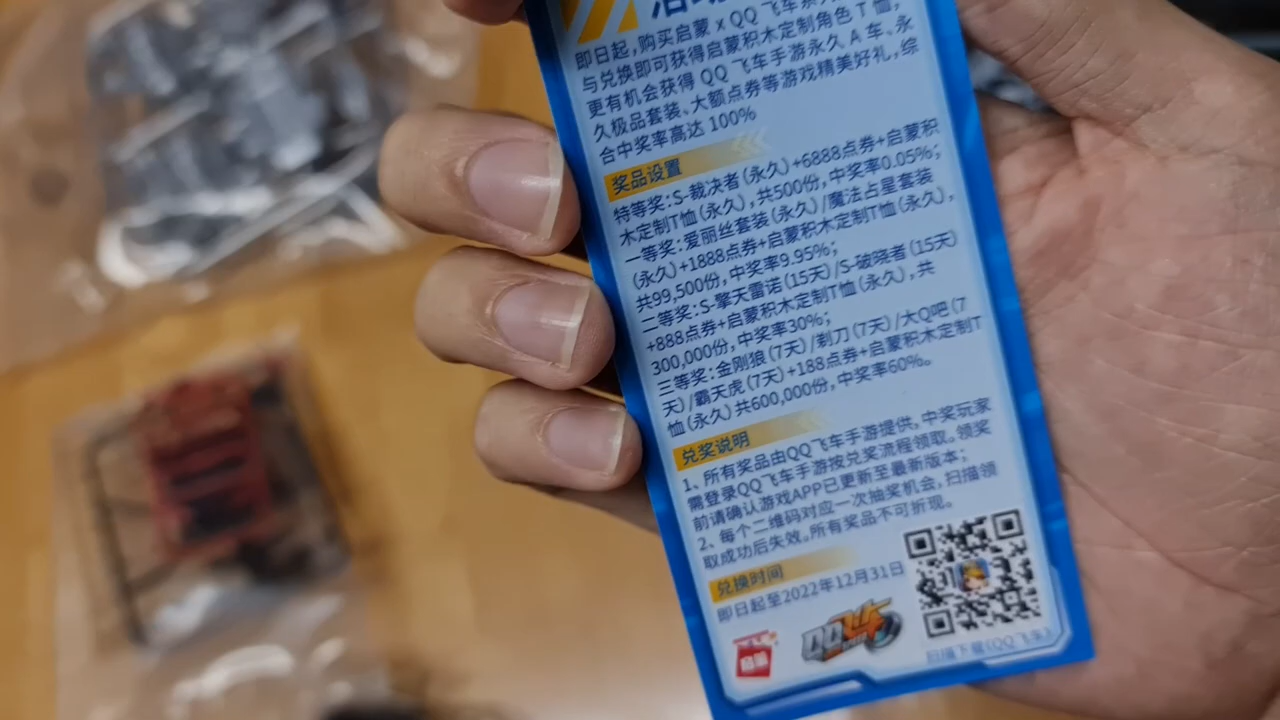 活动
即日起,购买启蒙 x QQ 飞车系
与兑换即可获得启蒙积木定制角色 T 恤,
更有机会获得 QQ 飞车手游永久 A 车、永
久极品套装、大额点券等游戏精美好礼,综
合中奖率高达 100%
奖品设置
特等奖:S-裁决者(永久)+6888点券+启蒙积
木定制T恤(永久),共500份,中奖率0.05%;
一等奖:爱丽丝套装(永久)/魔法占星套装
(永久)+1888点券+启蒙积木定制T恤(永久),
共99,500份,中奖率9.95%;
二等奖:S-擎天雷诺(15天)/S-破晓者(15天)
+888点券+启蒙积木定制T恤(永久),共
300,000份,中奖率30%;
三等奖:金刚狼(7天)/剃刀(7天)/大Q吧(7
天)/霸天虎(7天)+188点券+启蒙积木定制T
恤(永久)共600,000份,中奖率60%。
兑奖说明
1、所有奖品由QQ飞车手游提供,中奖玩家
需登录QQ飞车手游按兑奖流程领取。领奖
前请确认游戏APP已更新至最新版本;
2、每个二维码对应一次抽奖机会,扫描领
取成功后失效。所有奖品不可折现。
兑换时间
即日起至2022年12月31日
启蒙
QQ飞车
扫描下载《QQ飞车》